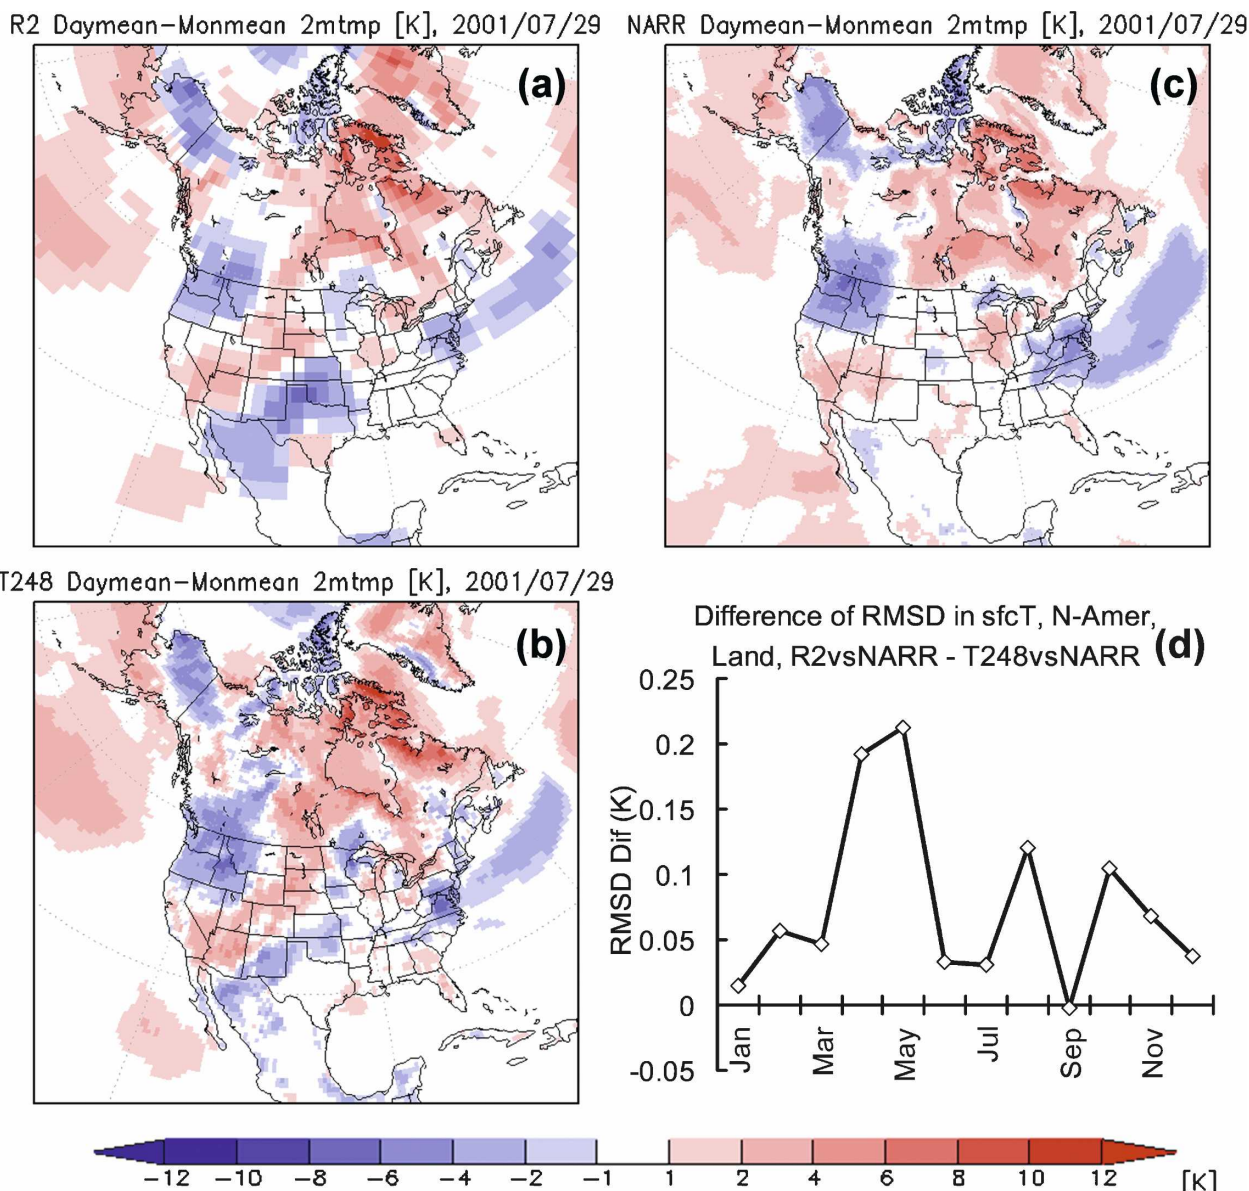 R2 Daymean-Monmean 2mtmp [K], 2001/07/29
(a)
NARR Daymean-Monmean 2mtmp [K], 2001/07/29
(c)
T248 Daymean-Monmean 2mtmp [K], 2001/07/29
(b)
Difference of RMSD in sfcT, N-Amer,
Land, R2vsNARR - T248vsNARR
(d)
RMSD Dif (K)
0.25
0.2
0.15
0.1
0.05
0
-0.05
Jan
Mar
May
Jul
Sep
Nov
-12 -10 -8 -6 -4 -2 -1 1 2 4 6 8 10 12 [K]